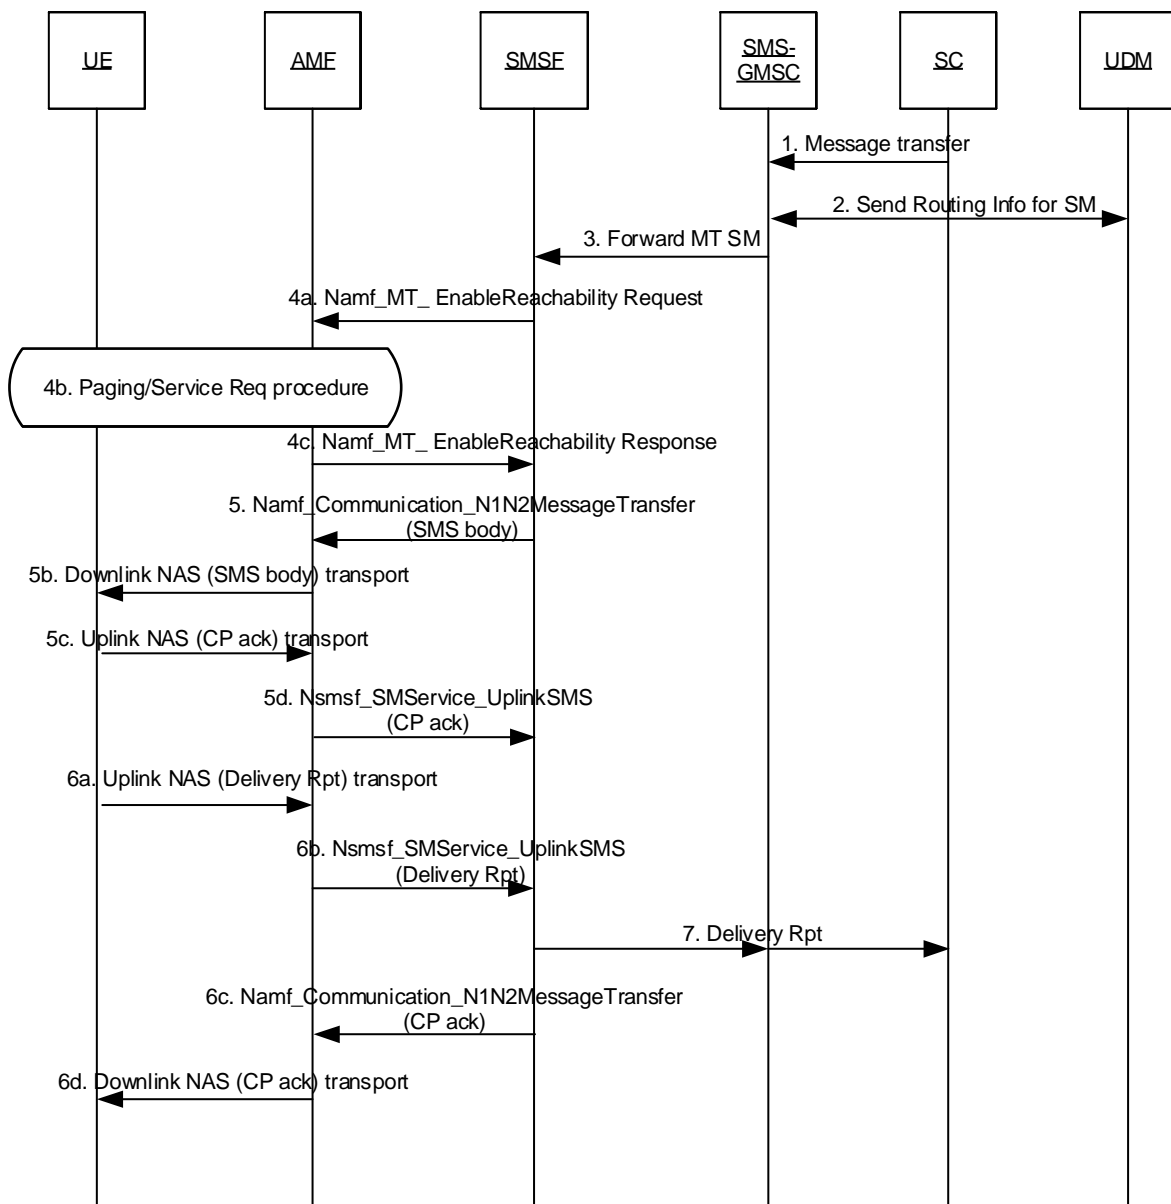 UE
AMF
SMSF
SMS-
GMSC
SC
UDM
1. Message transfer
2. Send Routing Info for SM
3. Forward MT SM
4a. Namf_MT_ EnableReachability Request
4b. Paging/Service Req procedure
4c. Namf_MT_ EnableReachability Response
5. Namf_Communication_N1N2MessageTransfer
(SMS body)
5b. Downlink NAS (SMS body) transport
5c. Uplink NAS (CP ack) transport
5d. Nsmsf_SMService_UplinkSMS
(CP ack)
6a. Uplink NAS (Delivery Rpt) transport
6b. Nsmsf_SMService_UplinkSMS
(Delivery Rpt)
7. Delivery Rpt
6c. Namf_Communication_N1N2MessageTransfer
(CP ack)
6d. Downlink NAS (CP ack) transport